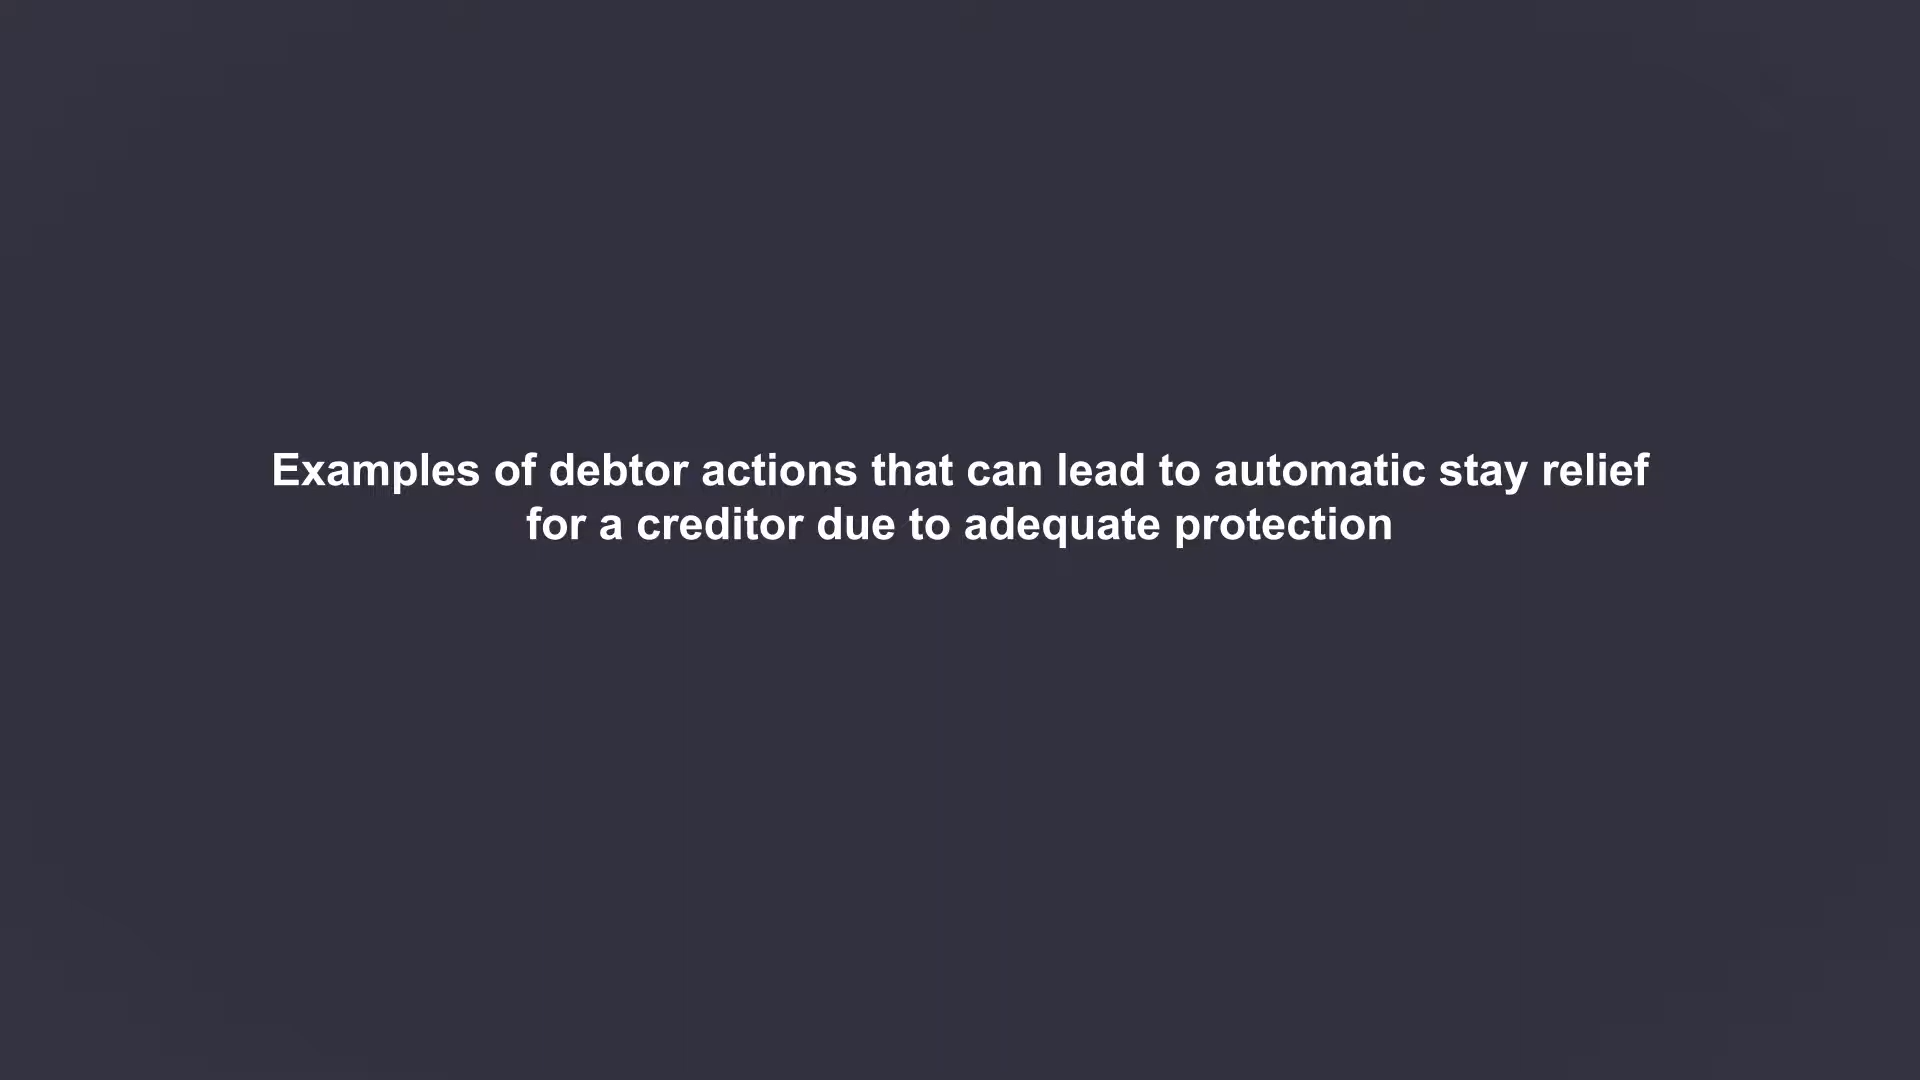 Examples of debtor actions that can lead to automatic stay relief
for a creditor due to adequate protection